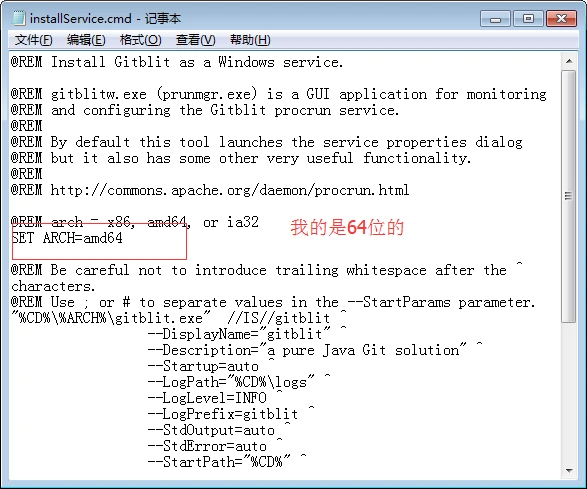 installService.cmd - 记事本
文件(F) 编辑(E) 格式(O) 查看(V) 帮助(H)
@REM Install Gitblit as a Windows service.
@REM gitblitw.exe (prunmgr.exe) is a GUI application for monitoring
@REM and configuring the Gitblit procrun service.
@REM
@REM By default this tool launches the service properties dialog
@REM but it also has some other very useful functionality.
@REM
@REM http://commons.apache.org/daemon/procrun.html
@REM arch = x86, amd64, or ia32
我的是64位的
SET ARCH=amd64
@REM Be careful not to introduce trailing whitespace after the ^
characters.
@REM Use ; or # to separate values in the --StartParams parameter.
"%CD%\%ARCH%\gitblit.exe"  //IS//gitblit ^
--DisplayName="gitblit" ^
--Description="a pure Java Git solution" ^
--Startup=auto ^
--LogPath="%CD%\logs" ^
--LogLevel=INFO ^
--LogPrefix=gitblit ^
--StdOutput=auto ^
--StdError=auto ^
--StartPath="%CD%" ^